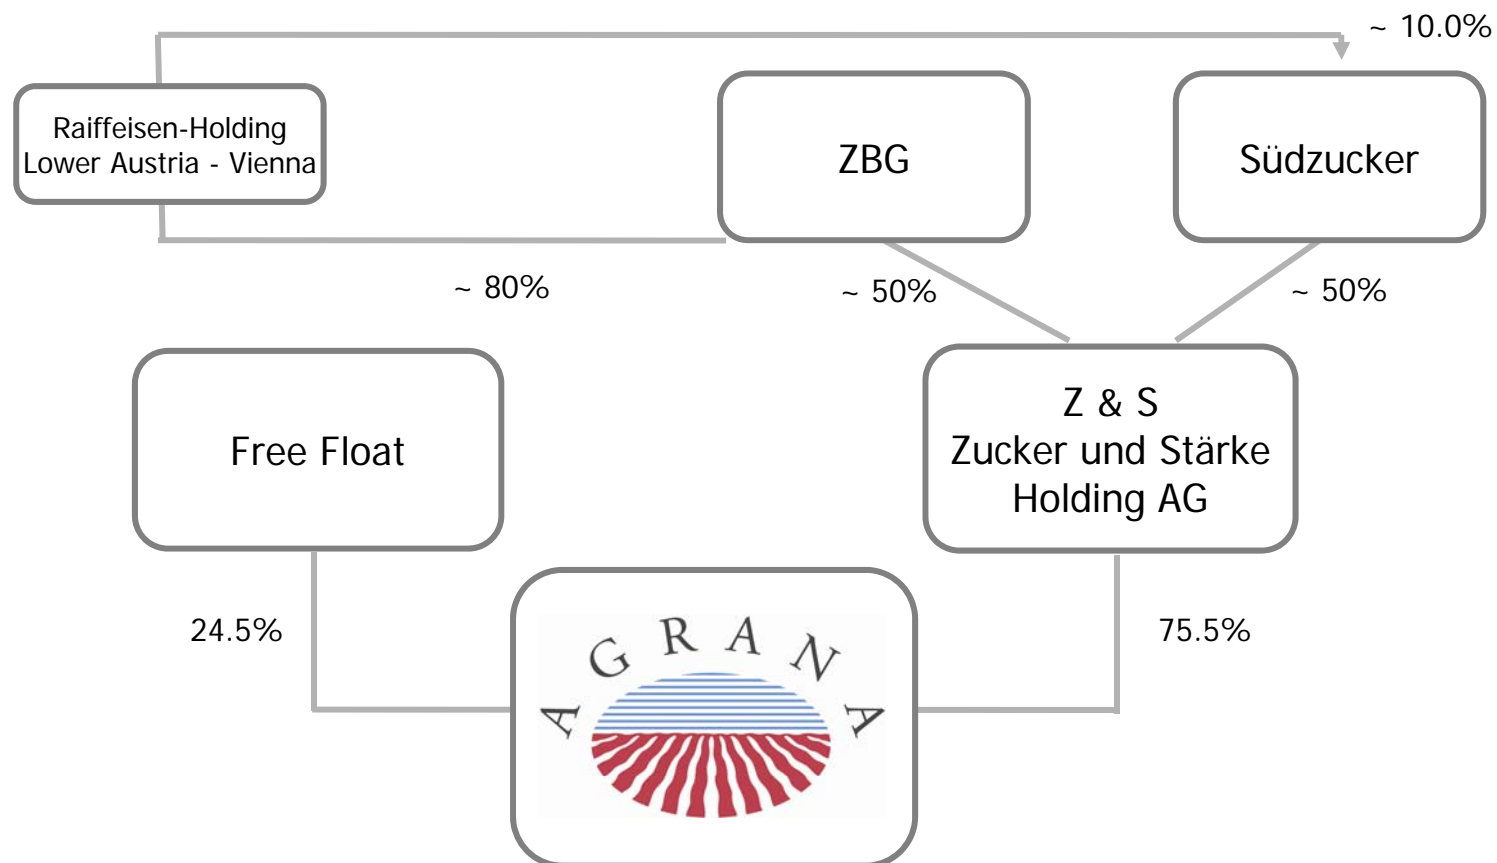 ~ 10.0%
Raiffeisen-Holding
Lower Austria - Vienna
ZBG
Südzucker
~ 80%
~ 50%
~ 50%
Free Float
Z & S
Zucker und Stärke
Holding AG
24.5%
75.5%
AGRANA